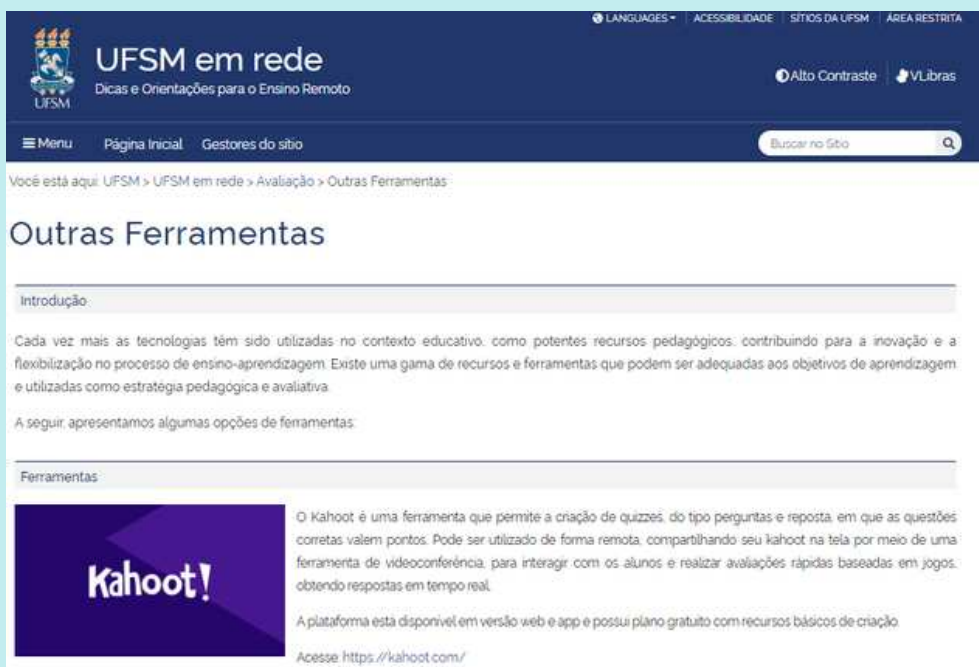 LANGUAGES ACESSIBILIDADE SÍTIOS DA UFSM ÁREA RESTRITA
UFSM
UFSM em rede
Dicas e Orientações para o Ensino Remoto
Alto Contraste VLibras
Menu Página Inicial Gestores do sítio
Buscar no Sítio
Você está aqui: UFSM > UFSM em rede > Avaliação > Outras Ferramentas
Outras Ferramentas
Introdução
Cada vez mais as tecnologias têm sido utilizadas no contexto educativo, como potentes recursos pedagógicos, contribuindo para a inovação e a
flexibilização no processo de ensino-aprendizagem. Existe uma gama de recursos e ferramentas que podem ser adequadas aos objetivos de aprendizagem
e utilizadas como estratégia pedagógica e avaliativa.
A seguir, apresentamos algumas opções de ferramentas:
Ferramentas
Kahoot!
O Kahoot é uma ferramenta que permite a criação de quizzes, do tipo perguntas e reposta, em que as questões
corretas valem pontos. Pode ser utilizado de forma remota, compartilhando seu kahoot na tela por meio de uma
ferramenta de videoconferência, para interagir com os alunos e realizar avaliações rápidas baseadas em jogos,
obtendo respostas em tempo real.
A plataforma está disponível em versão web e app e possui plano gratuito com recursos básicos de criação.
Acesse: https://kahoot.com/